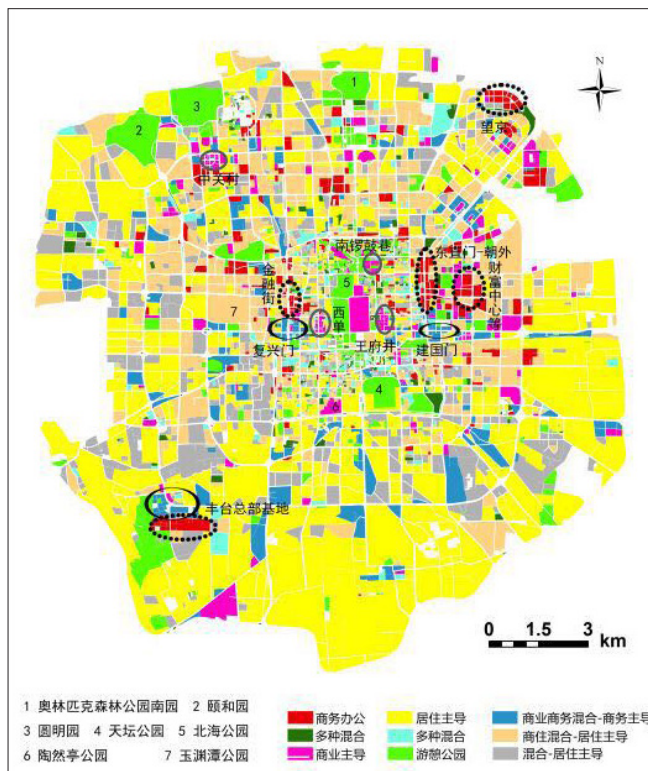 N
1
3
2
望京
中关村
南锣鼓巷
东直门-朝外
财富中心等
金融街
5
7
西单
复兴门
王府井
建国门
4
6
丰台总部基地
0 1.5 3
km
1 奥林匹克森林公园南园 2 颐和园
3 圆明园 4 天坛公园 5 北海公园
6 陶然亭公园 7 玉渊潭公园
商务办公 居住主导 商业商务混合-商务主导
多种混合 多种混合 商住混合-居住主导
商业主导 游憩公园 混合-居住主导